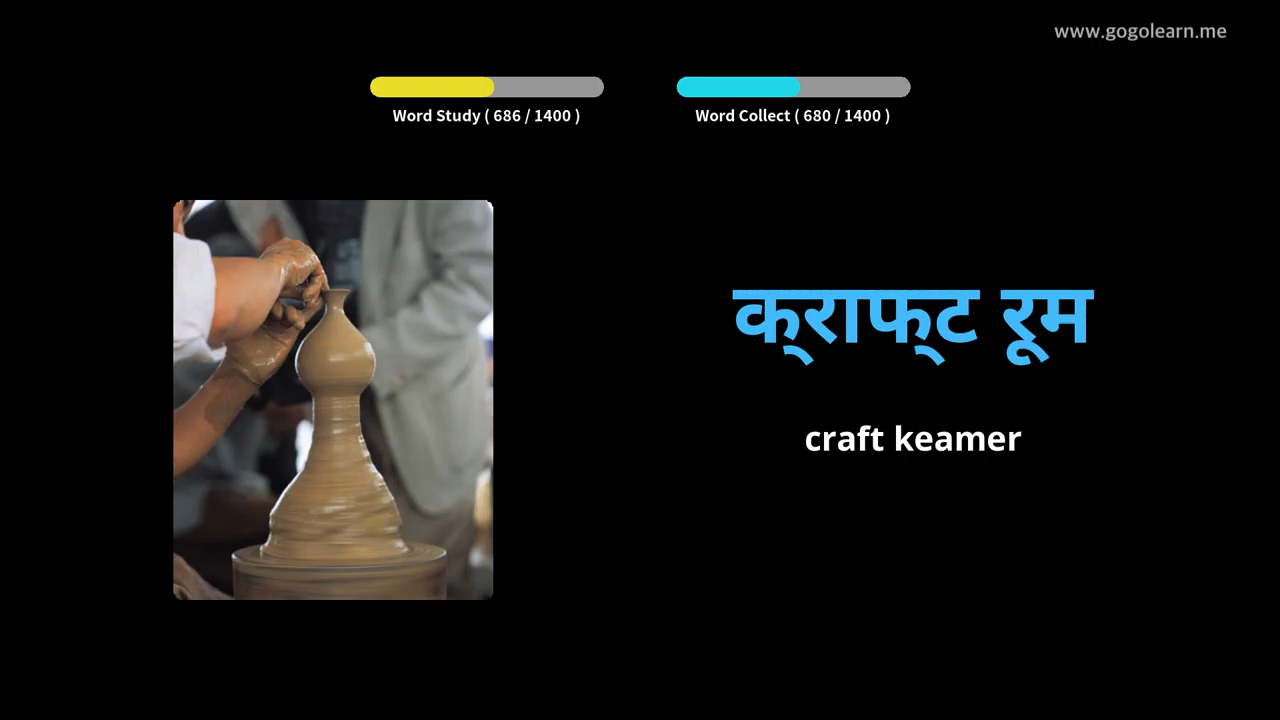 www.gogolearn.me
Word Study ( 686 / 1400 )
Word Collect ( 680 / 1400 )
क्राफ्ट रूम
craft keamer